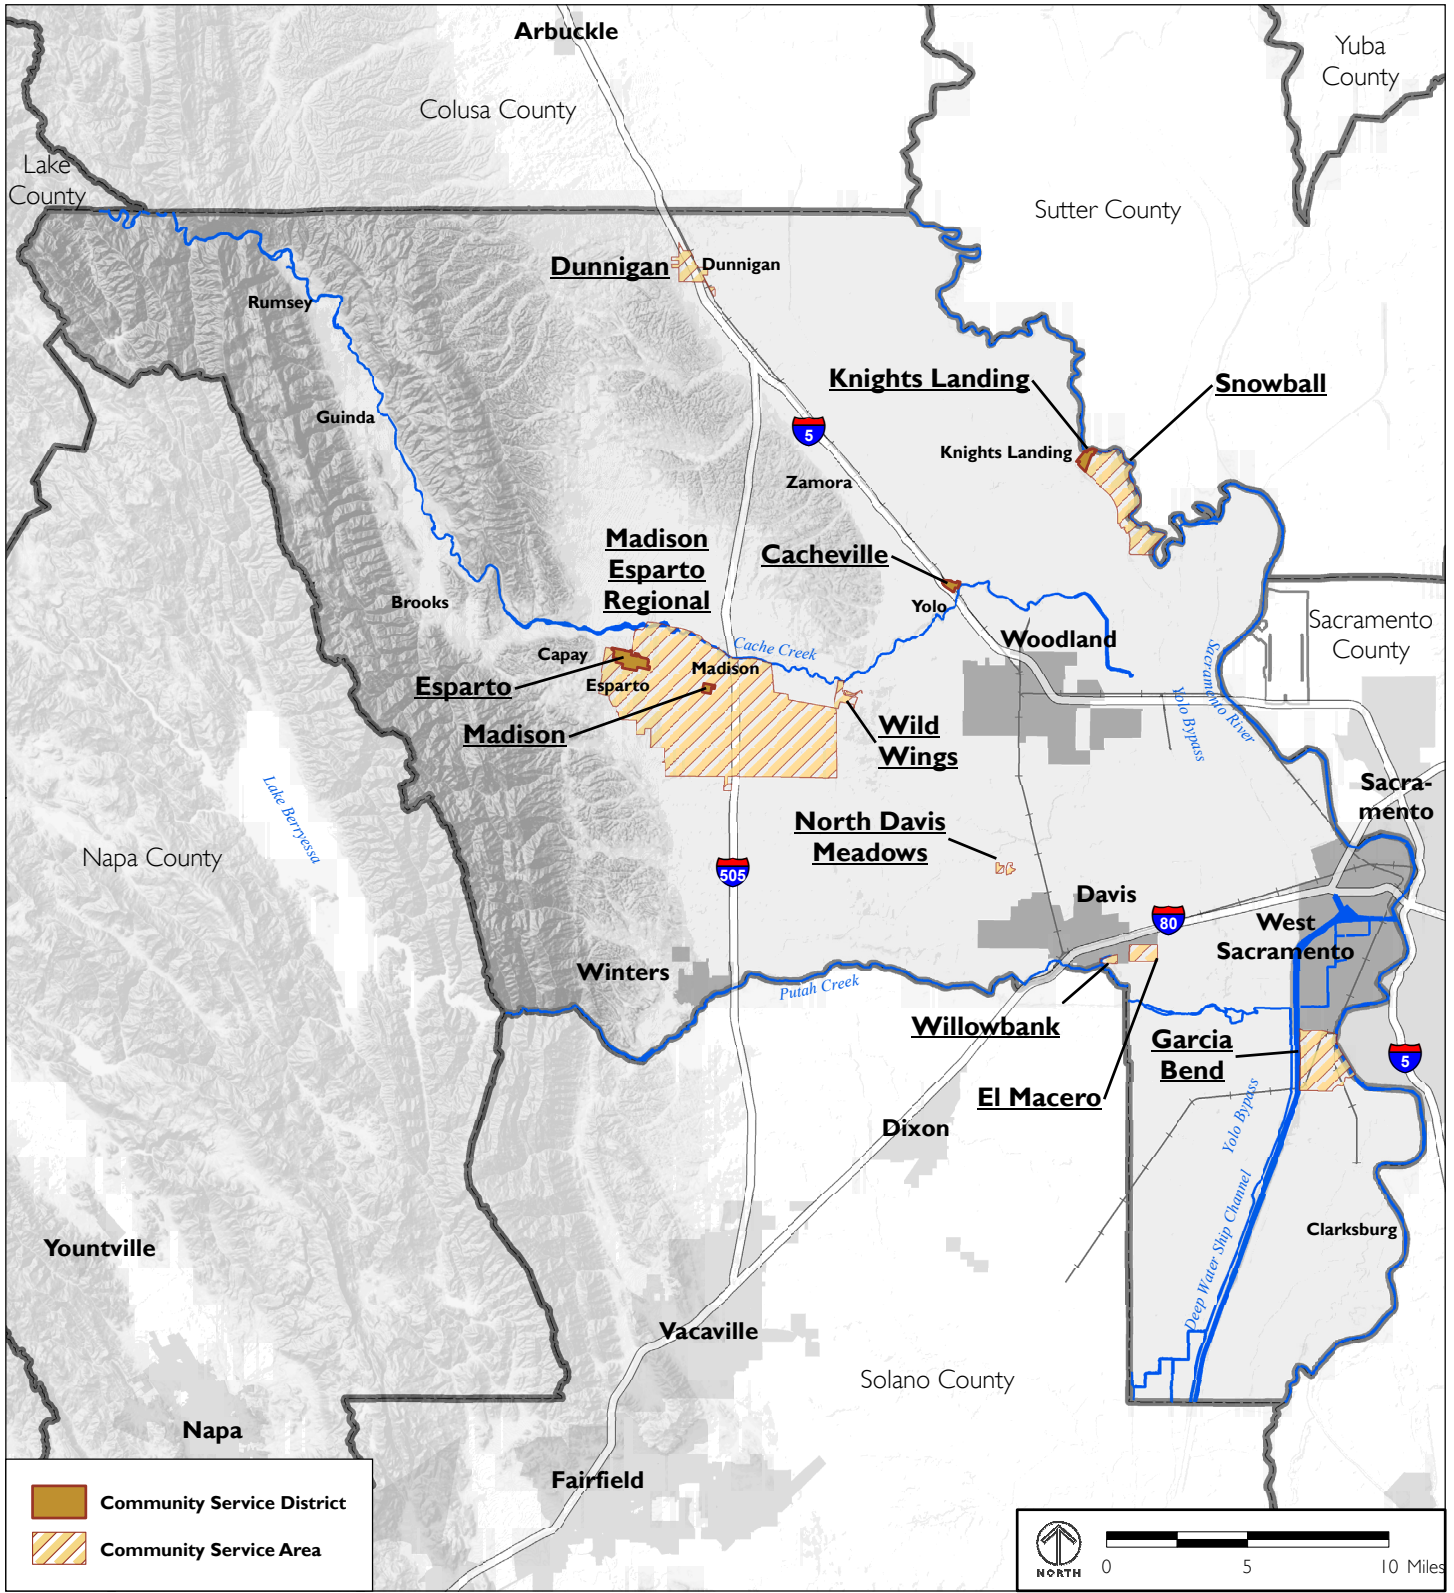 Arbuckle
Yuba
County
Colusa County
Lake
County
Sutter County
Dunnigan
Dunnigan
Rumsey
Knights Landing
Snowball
Guinda
5
Knights Landing
Zamora
Madison
Esparto
Regional
Cacheville
Brooks
Yolo
Woodland
Sacramento
County
Cache Creek
Capay
Madison
Esparto
Esparto
Sacramento River
Yolo Bypass
Madison
Wild
Wings
Lake Berryessa
Sacra-
mento
North Davis
Meadows
Napa County
505
Davis
80
West
Sacramento
Winters
Putah Creek
Willowbank
Garcia
Bend
5
El Macero
Yolo Bypass
Dixon
Deep Water Ship Channel
Clarksburg
Yountville
Vacaville
Solano County
Napa
Fairfield
Community Service District
Community Service Area
NORTH
0 5 10 Miles